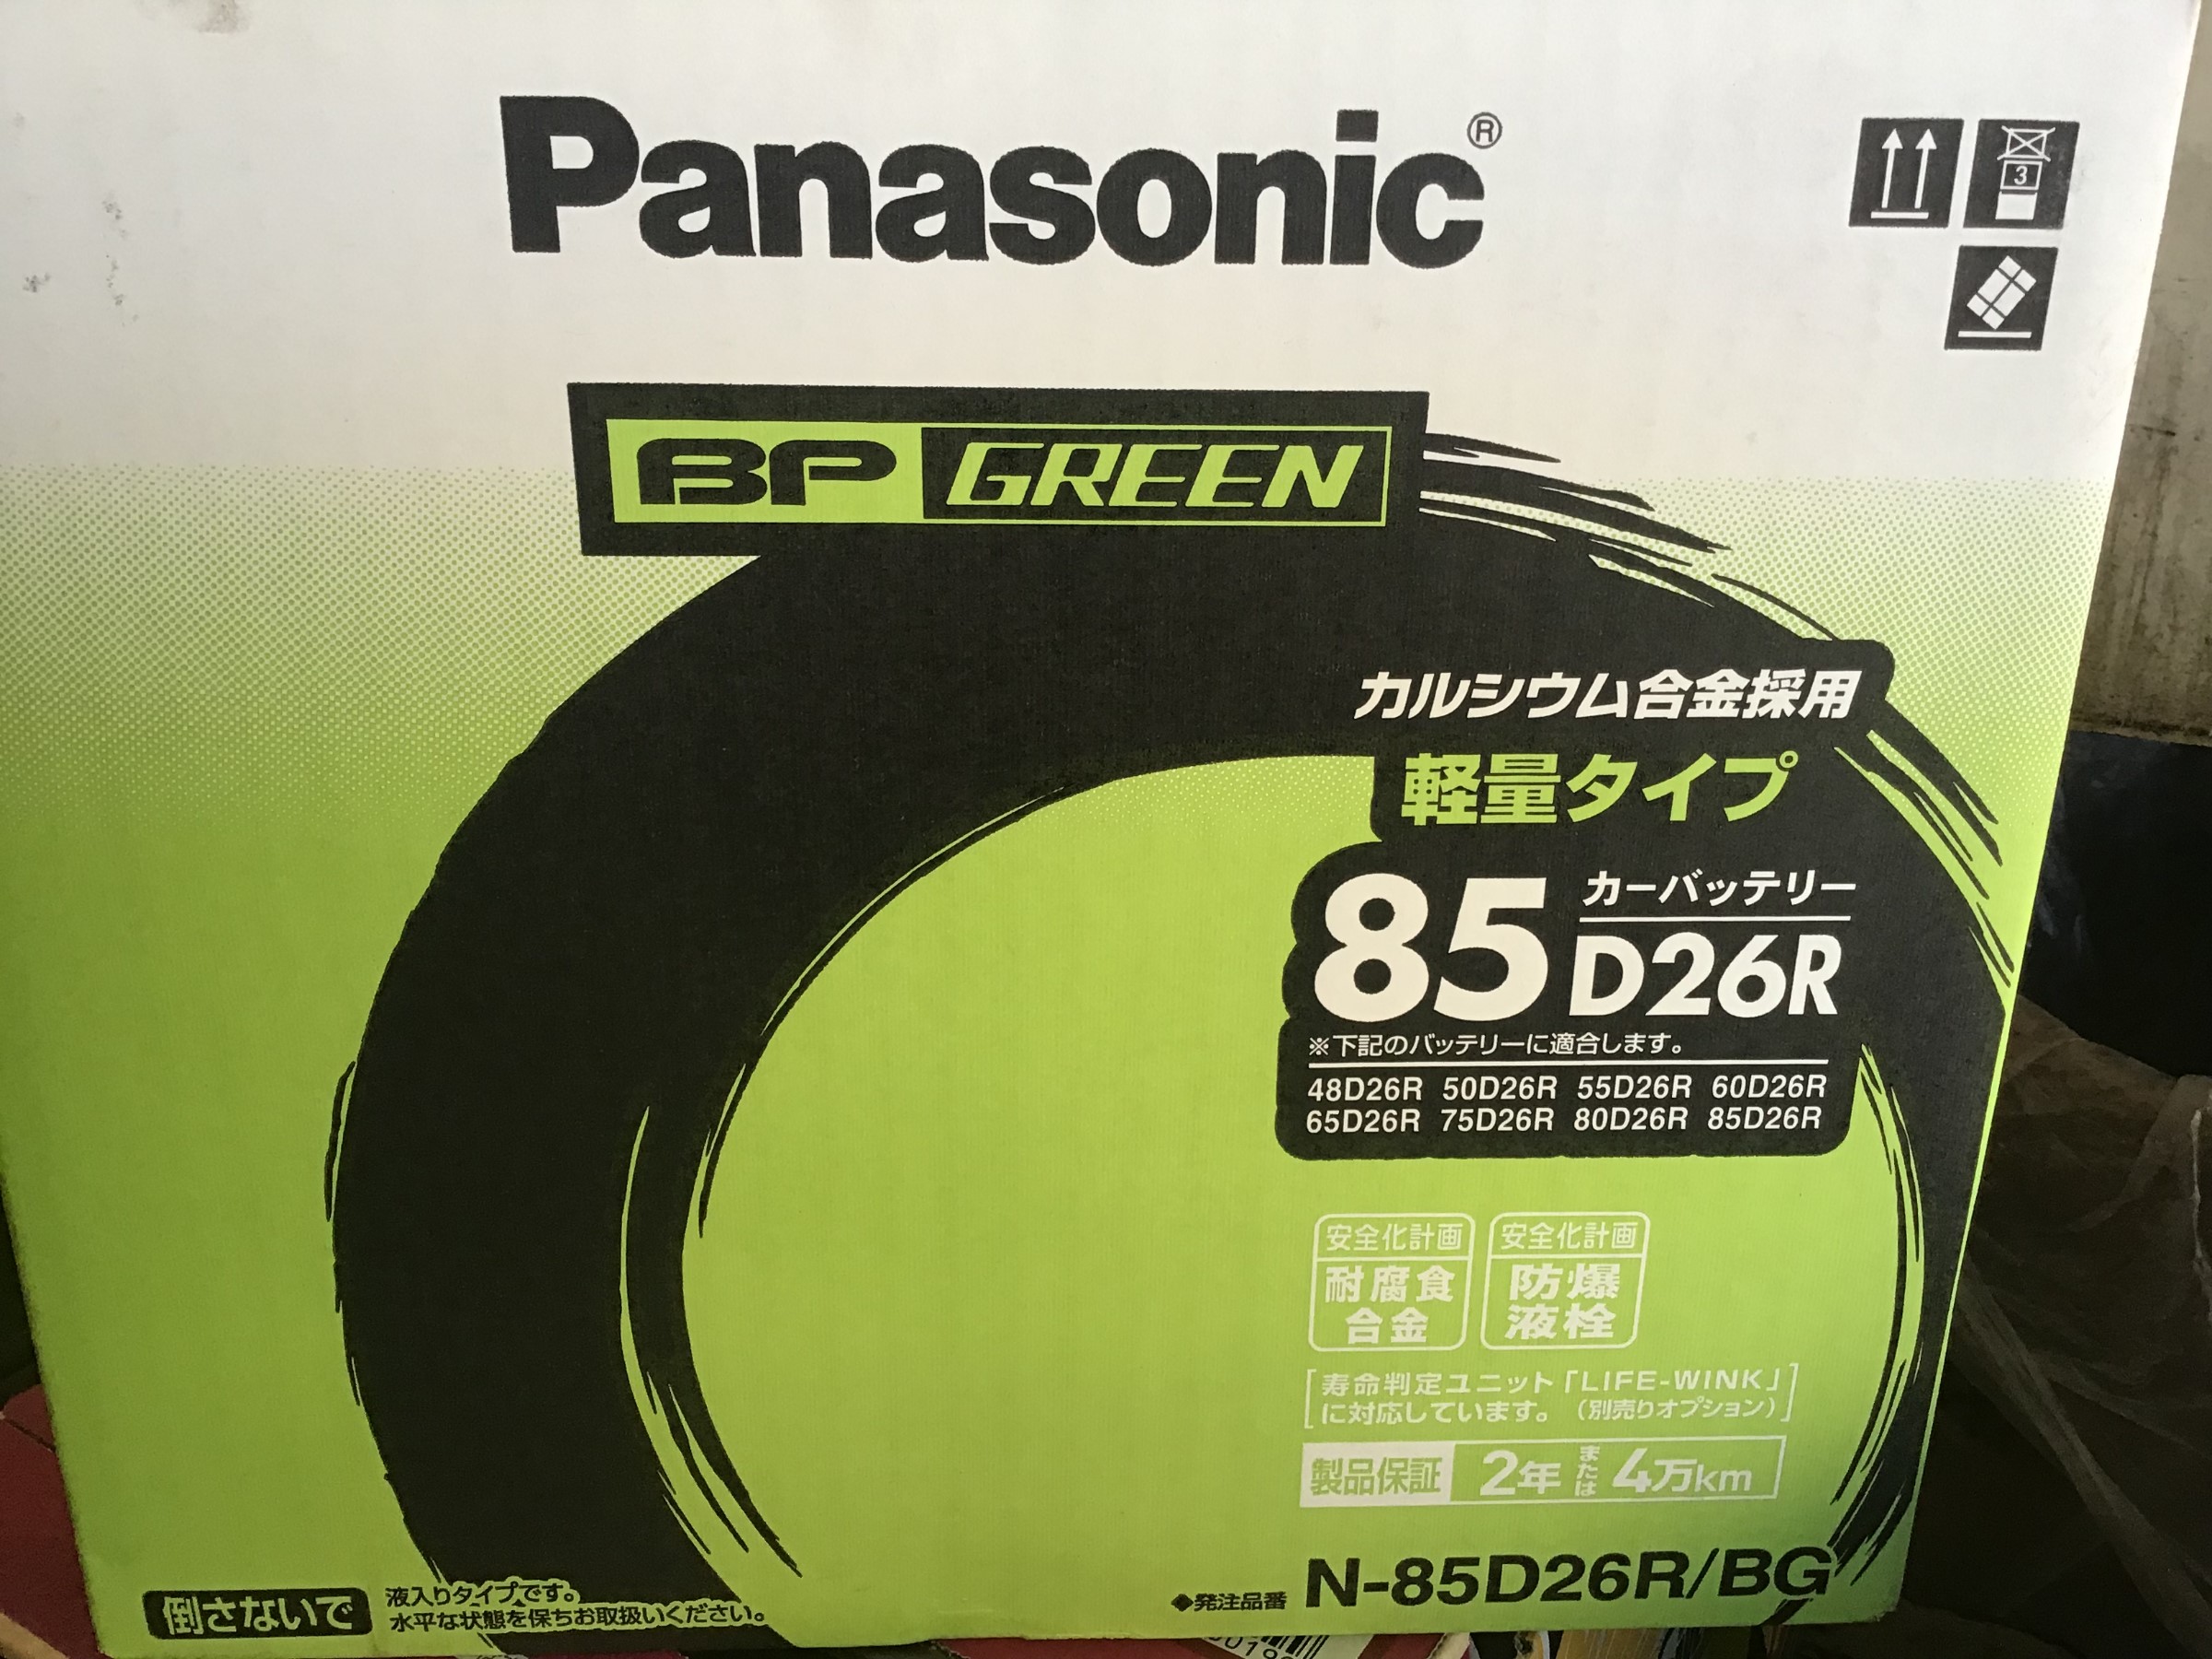 Panasonic®
3
BP GREEN
カルシウム合金採用
軽量タイプ
85 カーバッテリー
D26R
※下記のバッテリーに適合します。
48D26R 50D26R 55D26R 60D26R
65D26R 75D26R 80D26R 85D26R
安全化計画 安全化計画
耐腐食 防爆
合金 液栓
寿命判定ユニット「LIFE-WINK」
に対応しています。(別売りオプション)
製品保証 2年または4万km
◆発注品番 N-85D26R/BG
倒さないで
液入りタイプです。
水平な状態を保ちお取扱いください。